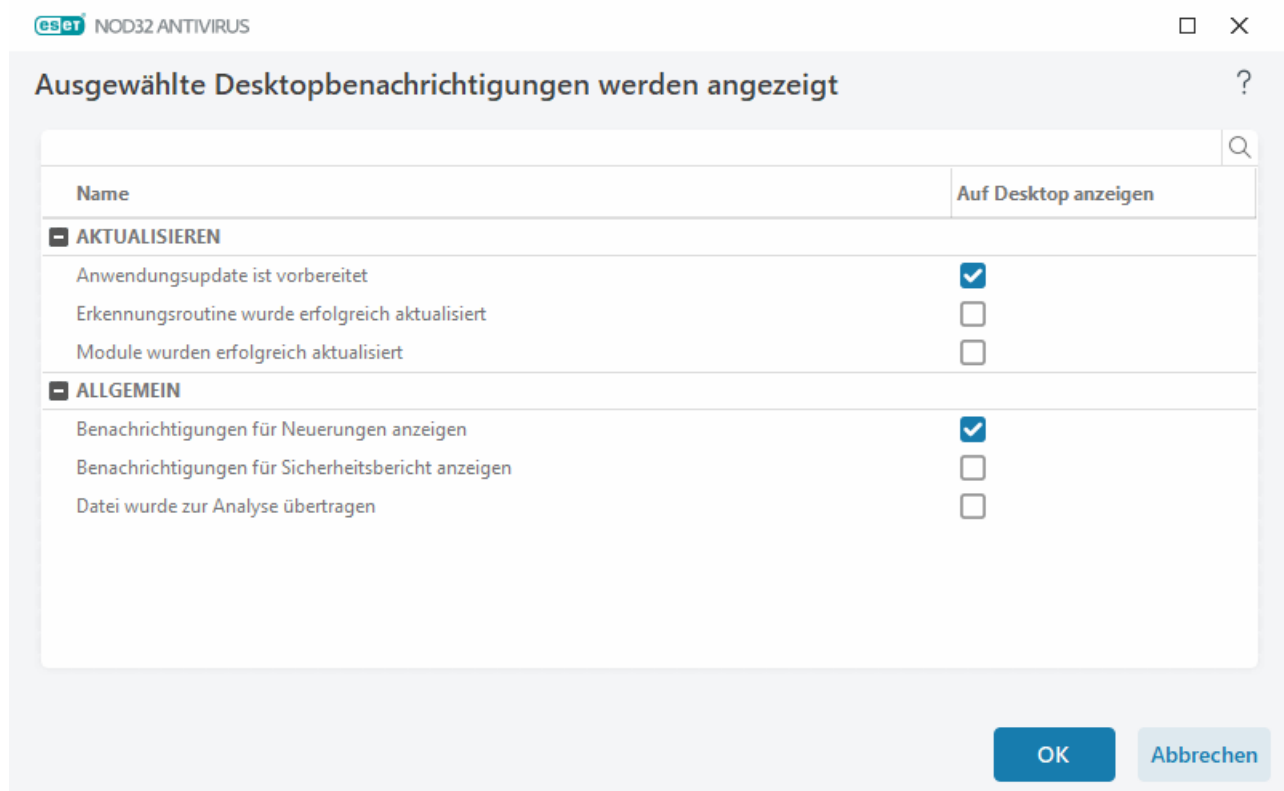 eset NOD32 ANTIVIRUS
Ausgewählte Desktopbenachrichtigungen werden angezeigt ?
Name Auf Desktop anzeigen
AKTUALISIEREN
Anwendungsupdate ist vorbereitet
Erkennungsroutine wurde erfolgreich aktualisiert
Module wurden erfolgreich aktualisiert
ALLGEMEIN
Benachrichtigungen für Neuerungen anzeigen
Benachrichtigungen für Sicherheitsbericht anzeigen
Datei wurde zur Analyse übertragen
OK Abbrechen